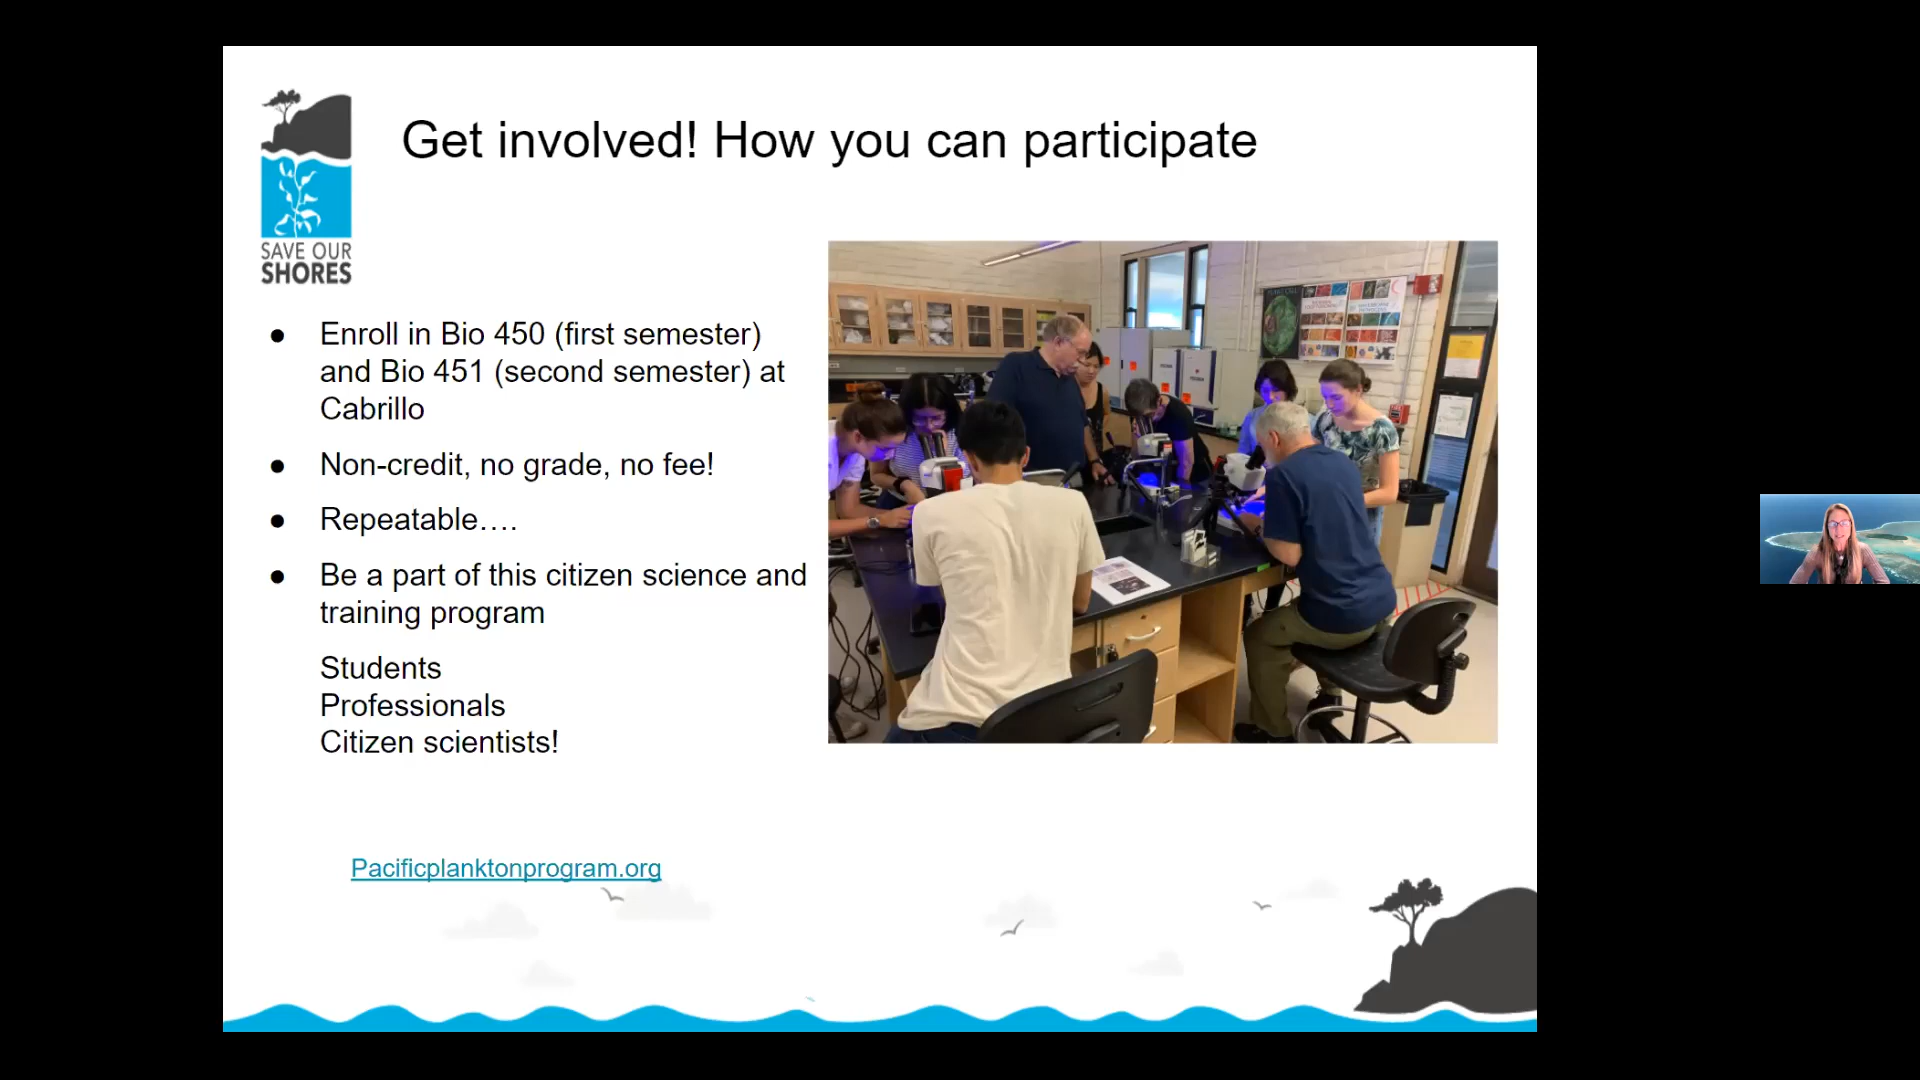 SAVE OUR
SHORES
Get involved! How you can participate
● Enroll in Bio 450 (first semester)
and Bio 451 (second semester) at
Cabrillo
● Non-credit, no grade, no fee!
● Repeatable….
● Be a part of this citizen science and
training program
Students
Professionals
Citizen scientists!
Pacificplanktonprogram.org